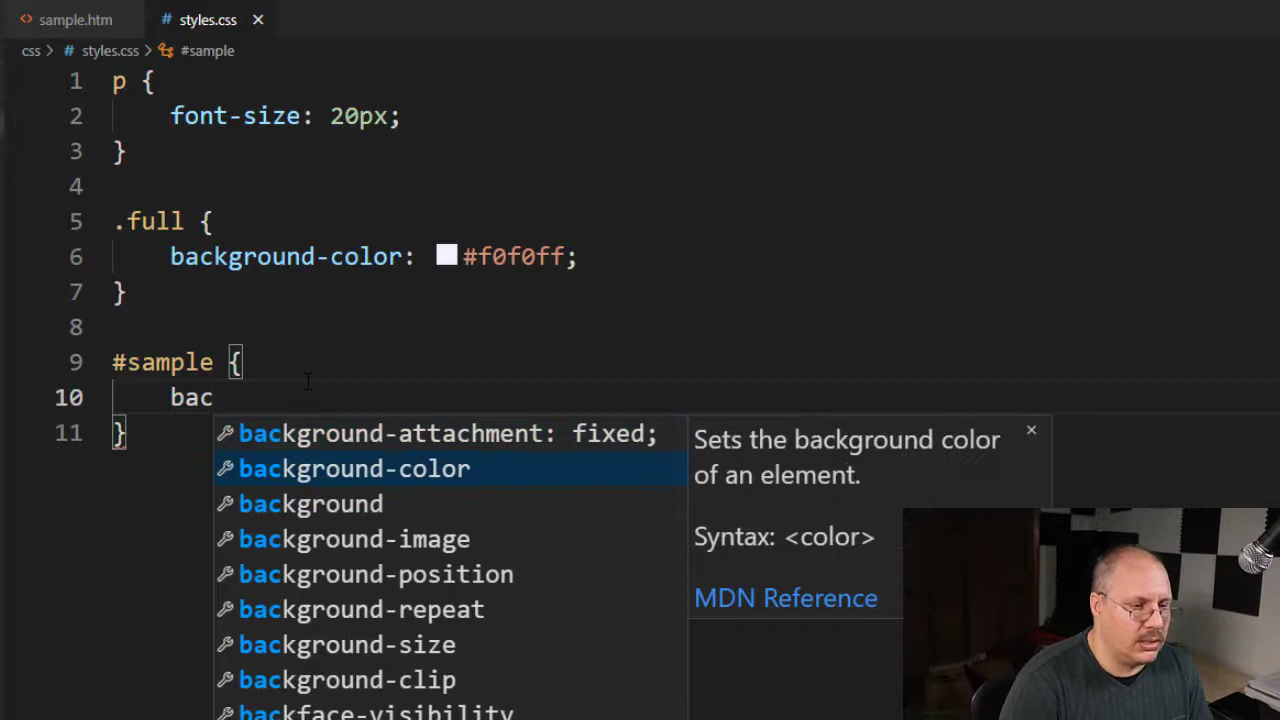 sample.htm
styles.css
css > styles.css > #sample
1 p {
2 font-size: 20px;
3 }
4
5 .full {
6 background-color: #f0f0ff;
7 }
8
9 #sample {
10 bac
11 }
background-attachment: fixed;
background-color
background
background-image
background-position
background-repeat
background-size
background-clip
backface-visibility
Sets the background color
of an element.
Syntax: <color>
MDN Reference